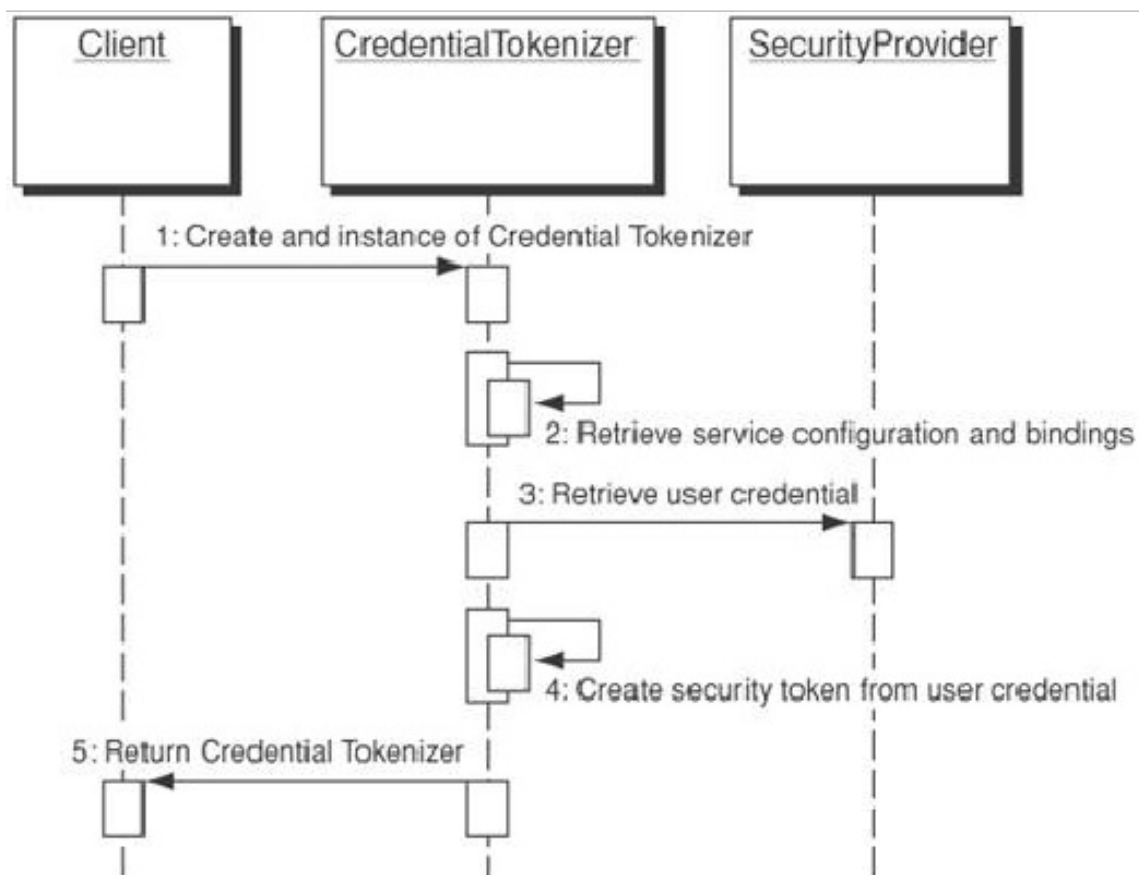 Client
CredentialTokenizer
SecurityProvider
1: Create and instance of Credential Tokenizer
2: Retrieve service configuration and bindings
3: Retrieve user credential
4: Create security token from user credential
5: Return Credential Tokenizer